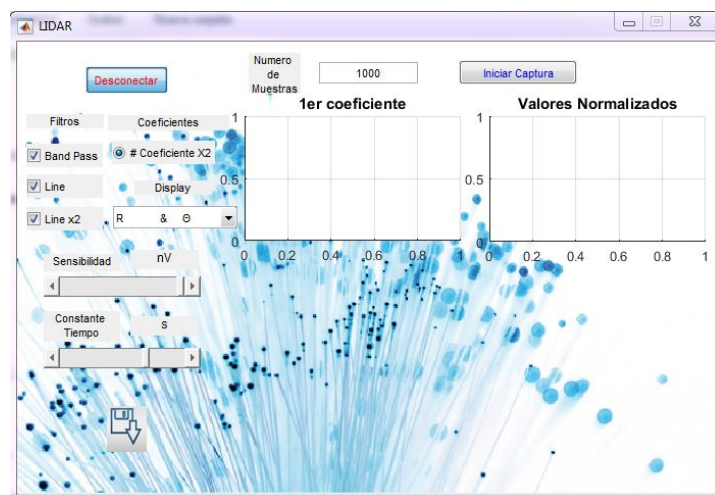 LIDAR
Desconectar
Numero
de
Muestras
1000
Iniciar Captura
Filtros
Coeficientes
Band Pass
# Coeficiente X2
Line
Display
Line x2
R & Θ
1er coeficiente
1
0.5
0
0 0.2 0.4 0.6 0.8 1
Valores Normalizados
1
0.5
0
0 0.2 0.4 0.6 0.8 1
Sensibilidad
nV
Constante
Tiempo
s